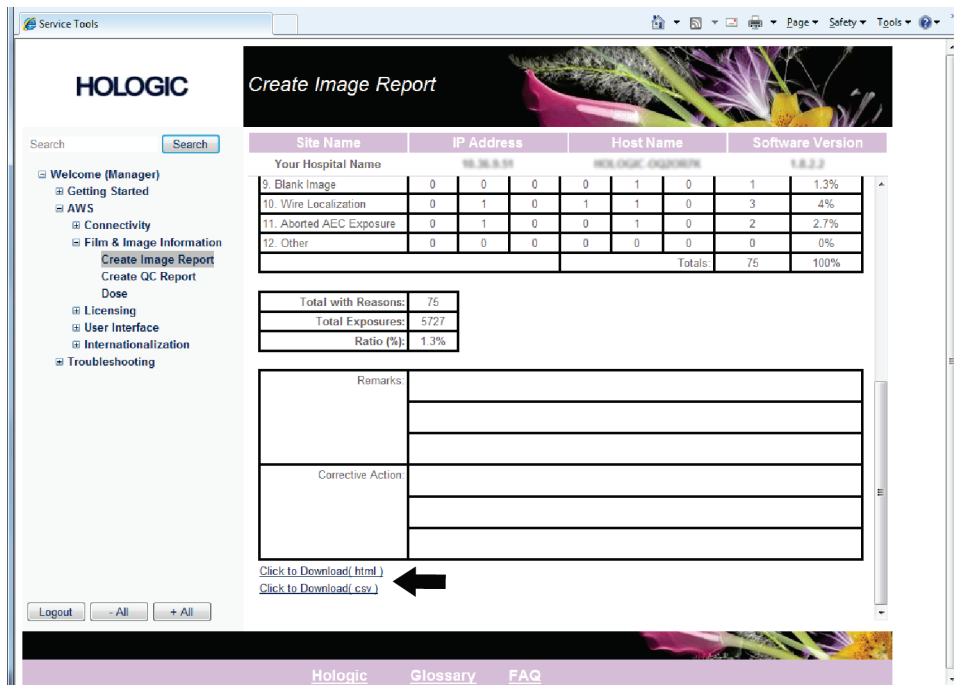 Service Tools
Page Safety Tools
HOLOGIC
Create Image Report
Search Search
Welcome (Manager)
Getting Started
AWS
Connectivity
Film & Image Information
Create Image Report
Create QC Report
Dose
Licensing
User Interface
Internationalization
Troubleshooting
Logout - All + All
Site Name IP Address Host Name Software Version
Your Hospital Name 1.8.2.2
9. Blank Image 0 0 0 0 1 0 1 1.3%
10. Wire Localization 0 1 0 1 1 0 3 4%
11. Aborted AEC Exposure 0 1 0 0 1 0 2 2.7%
12. Other 0 0 0 0 0 0 0 0%
Totals: 75 100%
Total with Reasons: 75
Total Exposures: 5727
Ratio (%): 1.3%
Remarks:
Corrective Action:
Click to Download( html )
Click to Download( csv )
Hologic Glossary FAQ